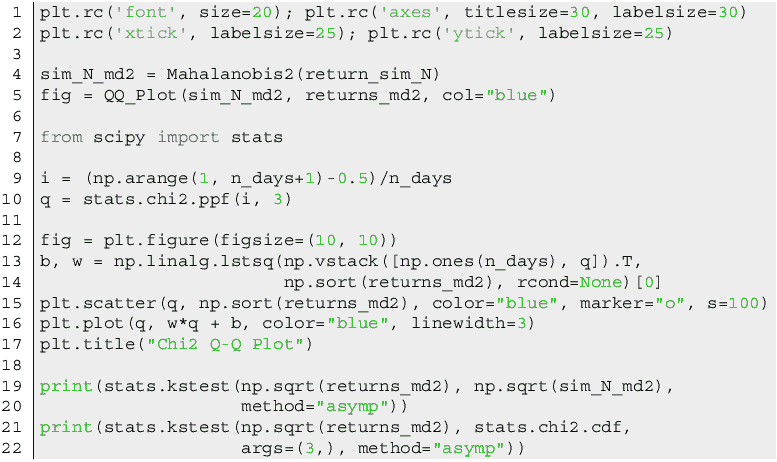 1 plt.rc('font', size=20); plt.rc('axes', titlesize=30, labelsize=30)
2 plt.rc('xtick', labelsize=25); plt.rc('ytick', labelsize=25)
3
4 sim_N_md2 = Mahalanobis2(return_sim_N)
5 fig = QQ_Plot(sim_N_md2, returns_md2, col="blue")
6
7 from scipy import stats
8
9 i = (np.arange(1, n_days+1)-0.5)/n_days
10 q = stats.chi2.ppf(i, 3)
11
12 fig = plt.figure(figsize=(10, 10))
13 b, w = np.linalg.lstsq(np.vstack([np.ones(n_days), q]).T,
14                        np.sort(returns_md2), rcond=None)[0]
15 plt.scatter(q, np.sort(returns_md2), color="blue", marker="o", s=100)
16 plt.plot(q, w*q + b, color="blue", linewidth=3)
17 plt.title("Chi2 Q-Q Plot")
18
19 print(stats.kstest(np.sqrt(returns_md2), np.sqrt(sim_N_md2),
20                    method="asymp"))
21 print(stats.kstest(np.sqrt(returns_md2), stats.chi2.cdf,
22                    args=(3,), method="asymp"))